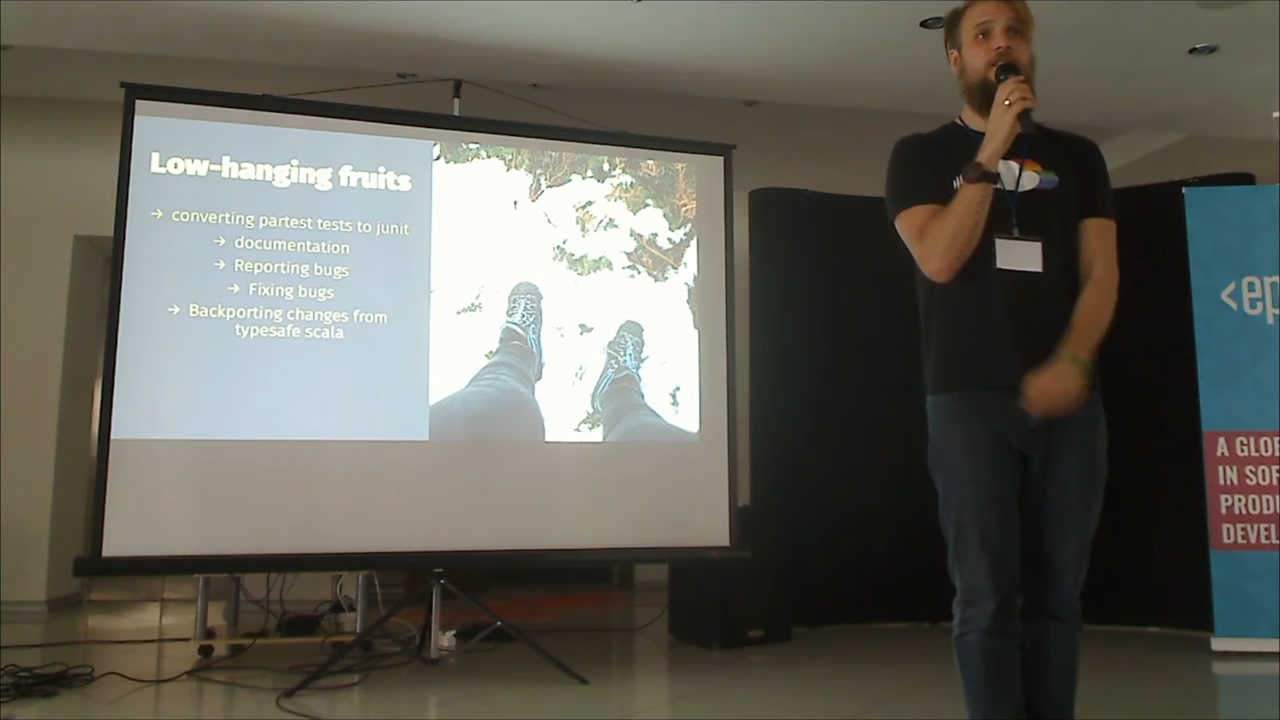 Low-hanging fruits
→ converting partest tests to junit
→ documentation
→ Reporting bugs
→ Fixing bugs
→ Backporting changes from
typesafe scala
<ep
A GLOB
IN SOF
PRODU
DEVEL